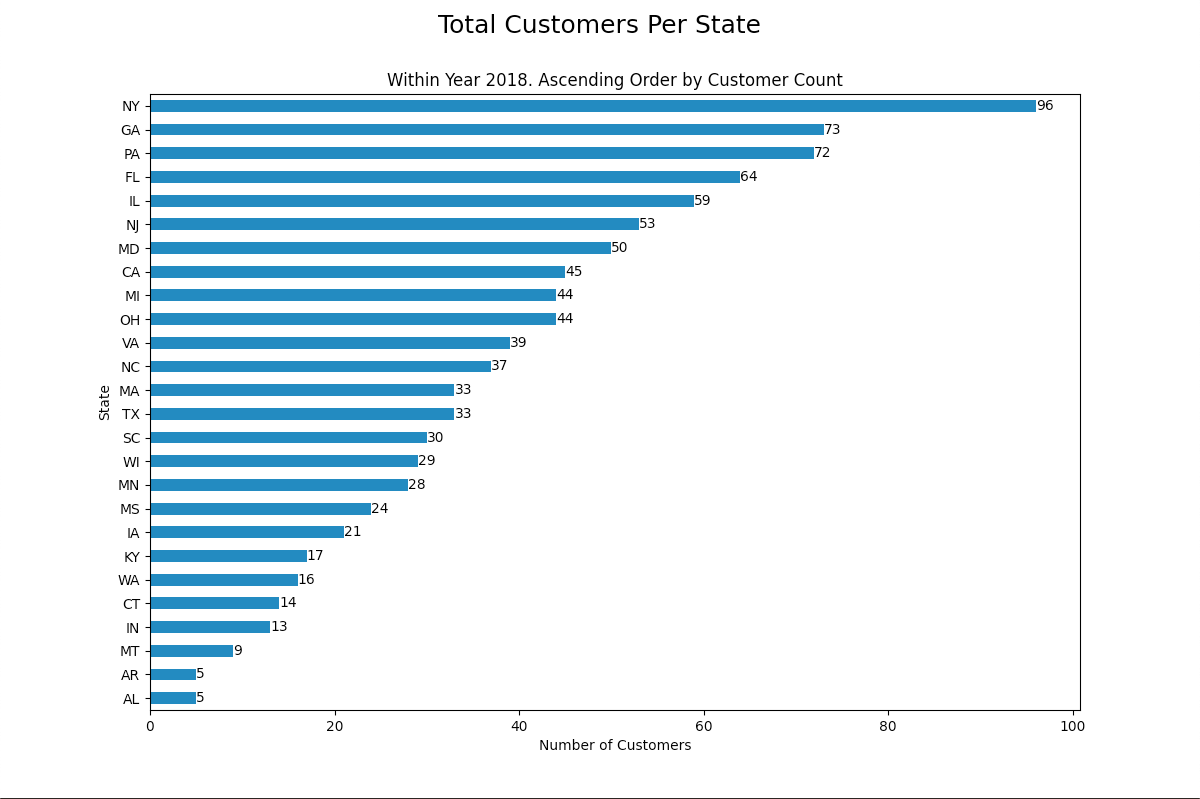 Total Customers Per State
Within Year 2018. Ascending Order by Customer Count
NY 96
GA 73
PA 72
FL 64
IL 59
NJ 53
MD 50
CA 45
MI 44
OH 44
VA 39
NC 37
MA 33
TX 33
SC 30
WI 29
MN 28
MS 24
IA 21
KY 17
WA 16
CT 14
IN 13
MT 9
AR 5
AL 5
State
0 20 40 60 80 100
Number of Customers